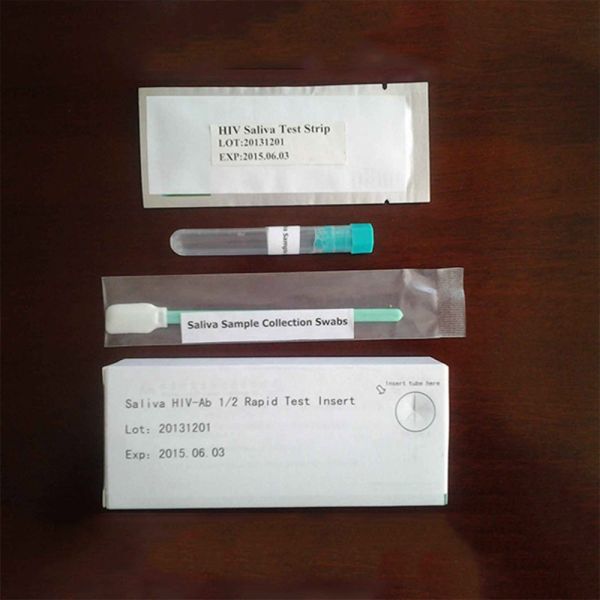 HIV Saliva Test Strip
LOT:20131201
EXP:2015.06.03
Saliva Sample Collection Swabs
Insert tube here
Saliva HIV-Ab 1/2 Rapid Test Insert
Lot: 20131201
Exp: 2015.06.03